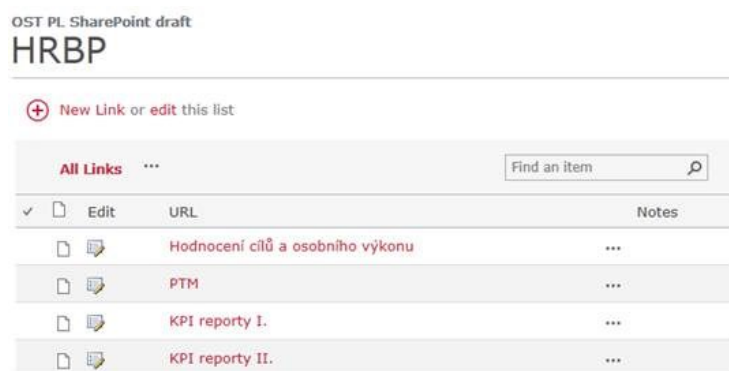 OST PL SharePoint draft
HRBP
New Link or edit this list
All Links ...
Find an item
Edit URL Notes
Hodnocení cílů a osobního výkonu ...
PTM ...
KPI reporty I. ...
KPI reporty II. ...